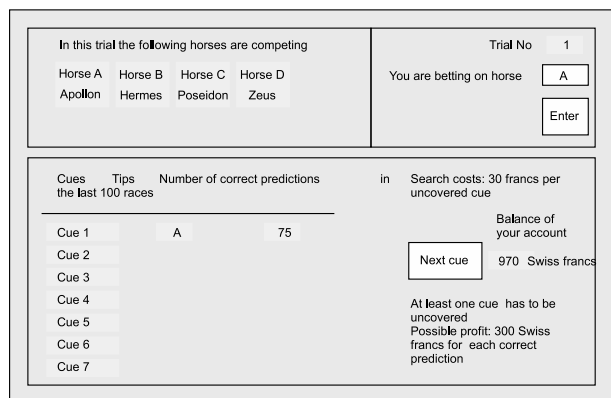 In this trial the following horses are competing
Horse A Horse B Horse C Horse D
Apollon Hermes Poseidon Zeus
Trial No 1
You are betting on horse A
Enter
Cues Tips Number of correct predictions in
the last 100 races
Cue 1 A 75
Cue 2
Cue 3
Cue 4
Cue 5
Cue 6
Cue 7
Search costs: 30 francs per
uncovered cue
Balance of
your account
Next cue 970 Swiss francs
At least one cue has to be
uncovered
Possible profit: 300 Swiss
francs for each correct
prediction